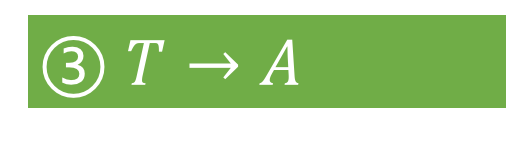 ③ T → A